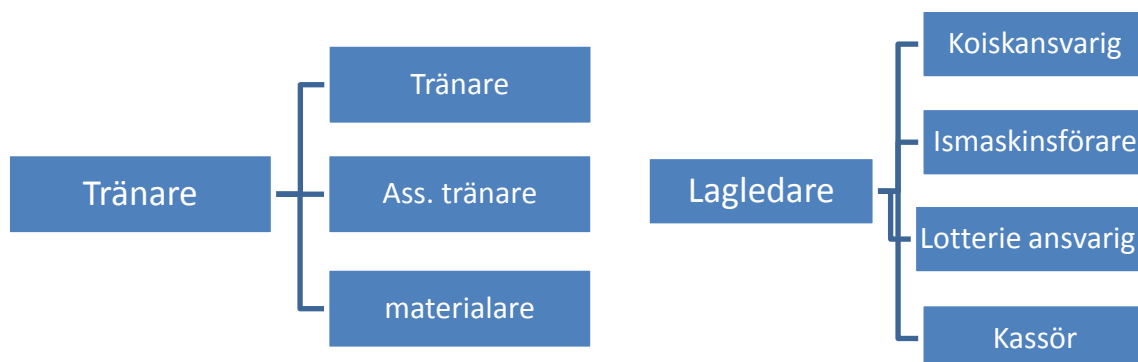 Tränare
Tränare
Ass. tränare
materialare
Lagledare
Koiskansvarig
Ismaskinsförare
Lotterie ansvarig
Kassör